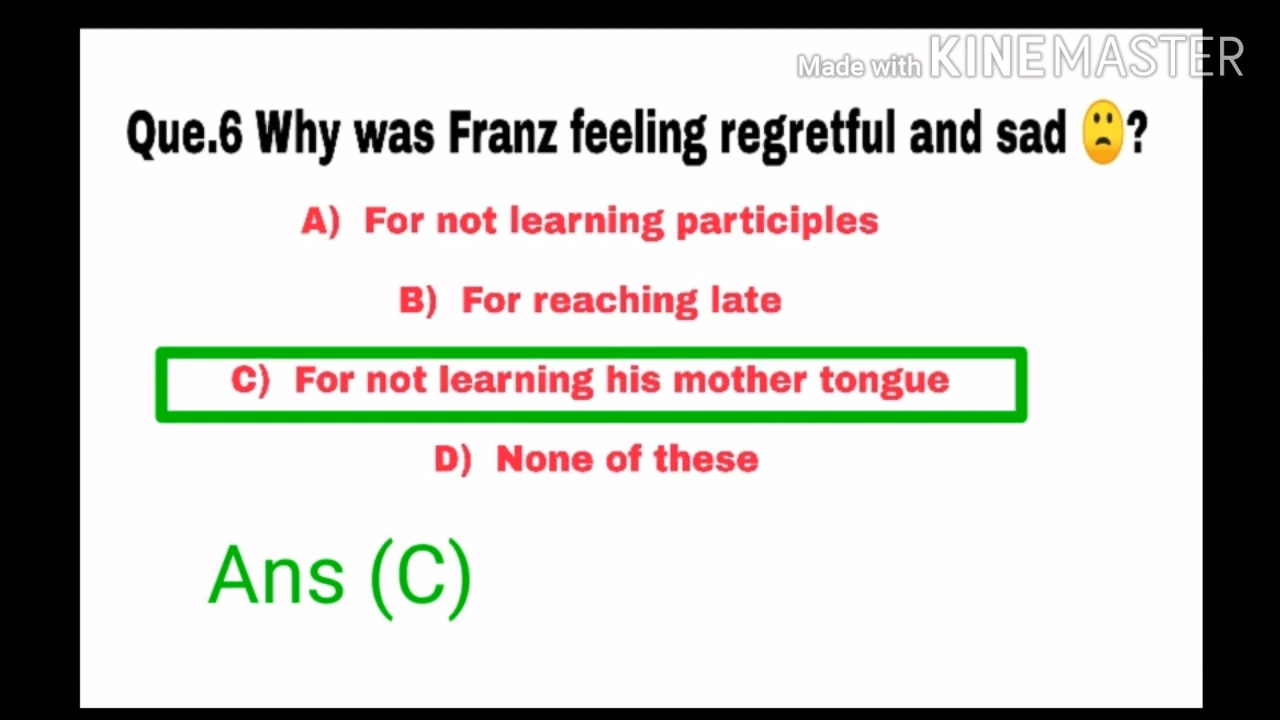 Made with KINEMASTER
Que.6 Why was Franz feeling regretful and sad 🙁?
A) For not learning participles
B) For reaching late
C) For not learning his mother tongue
D) None of these
Ans (C)